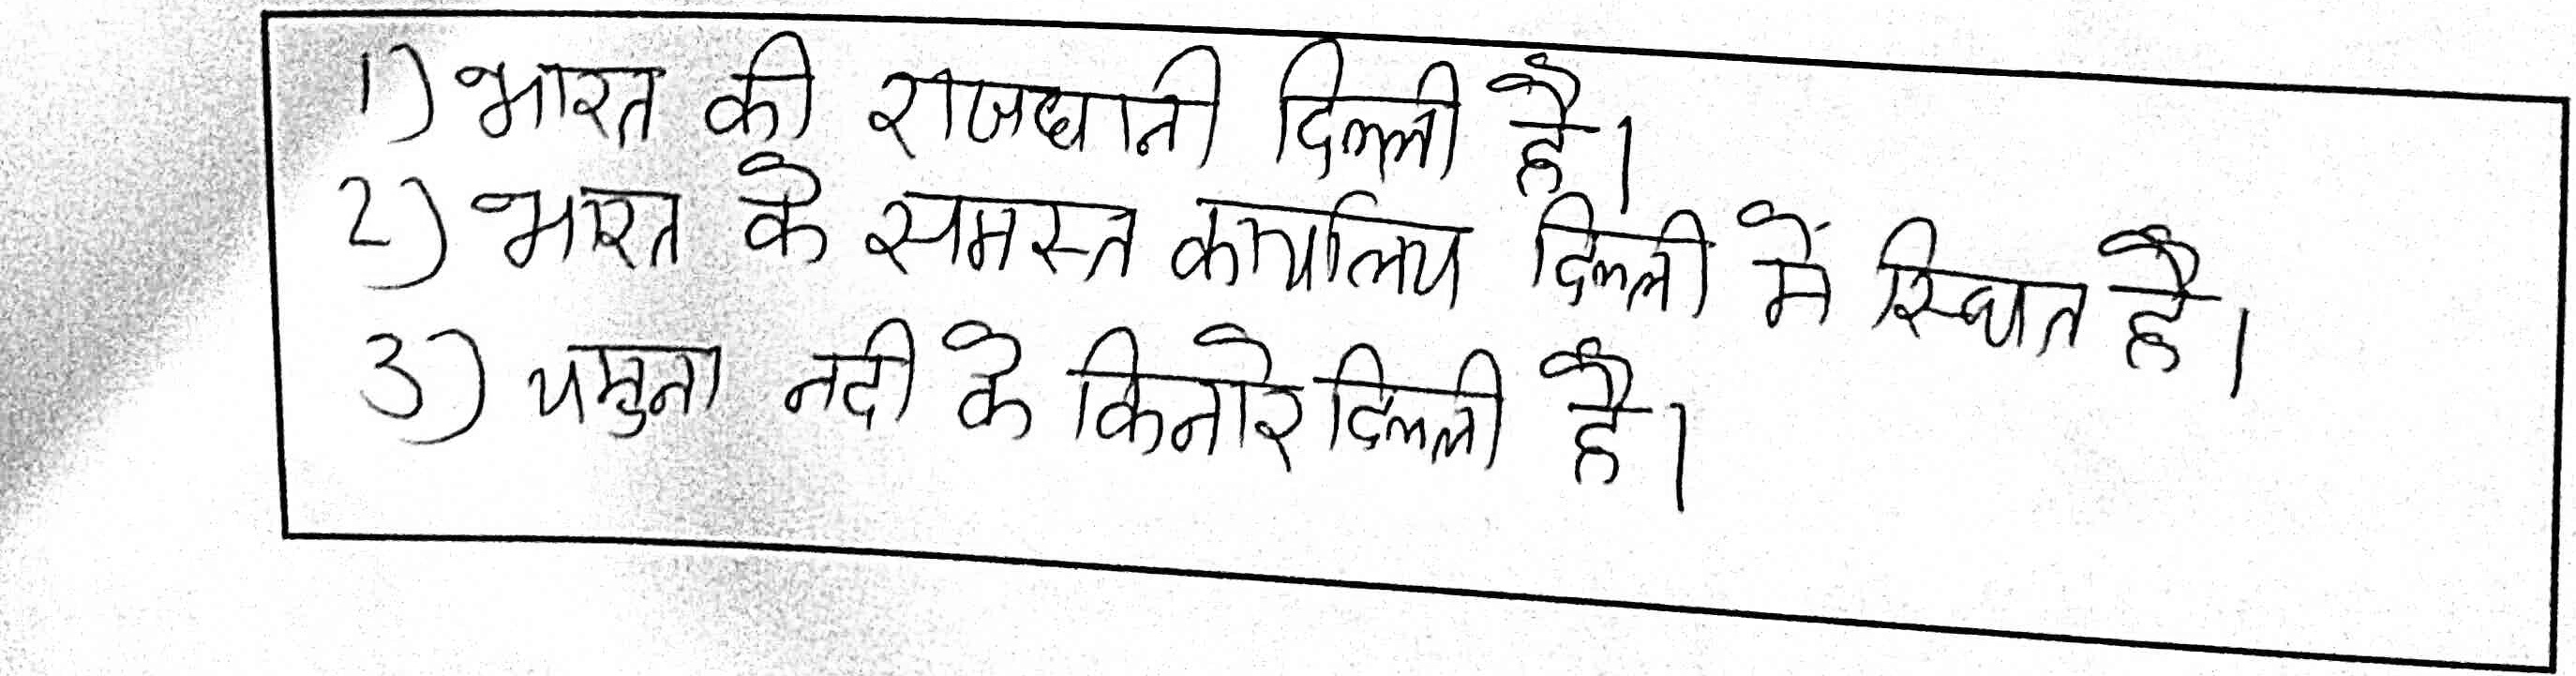 1) भारत की राजधानी दिल्ली है।
2) भारत के समस्त कार्यालय दिल्ली में स्थित है।
3) यमुना नदी के किनारे दिल्ली है।